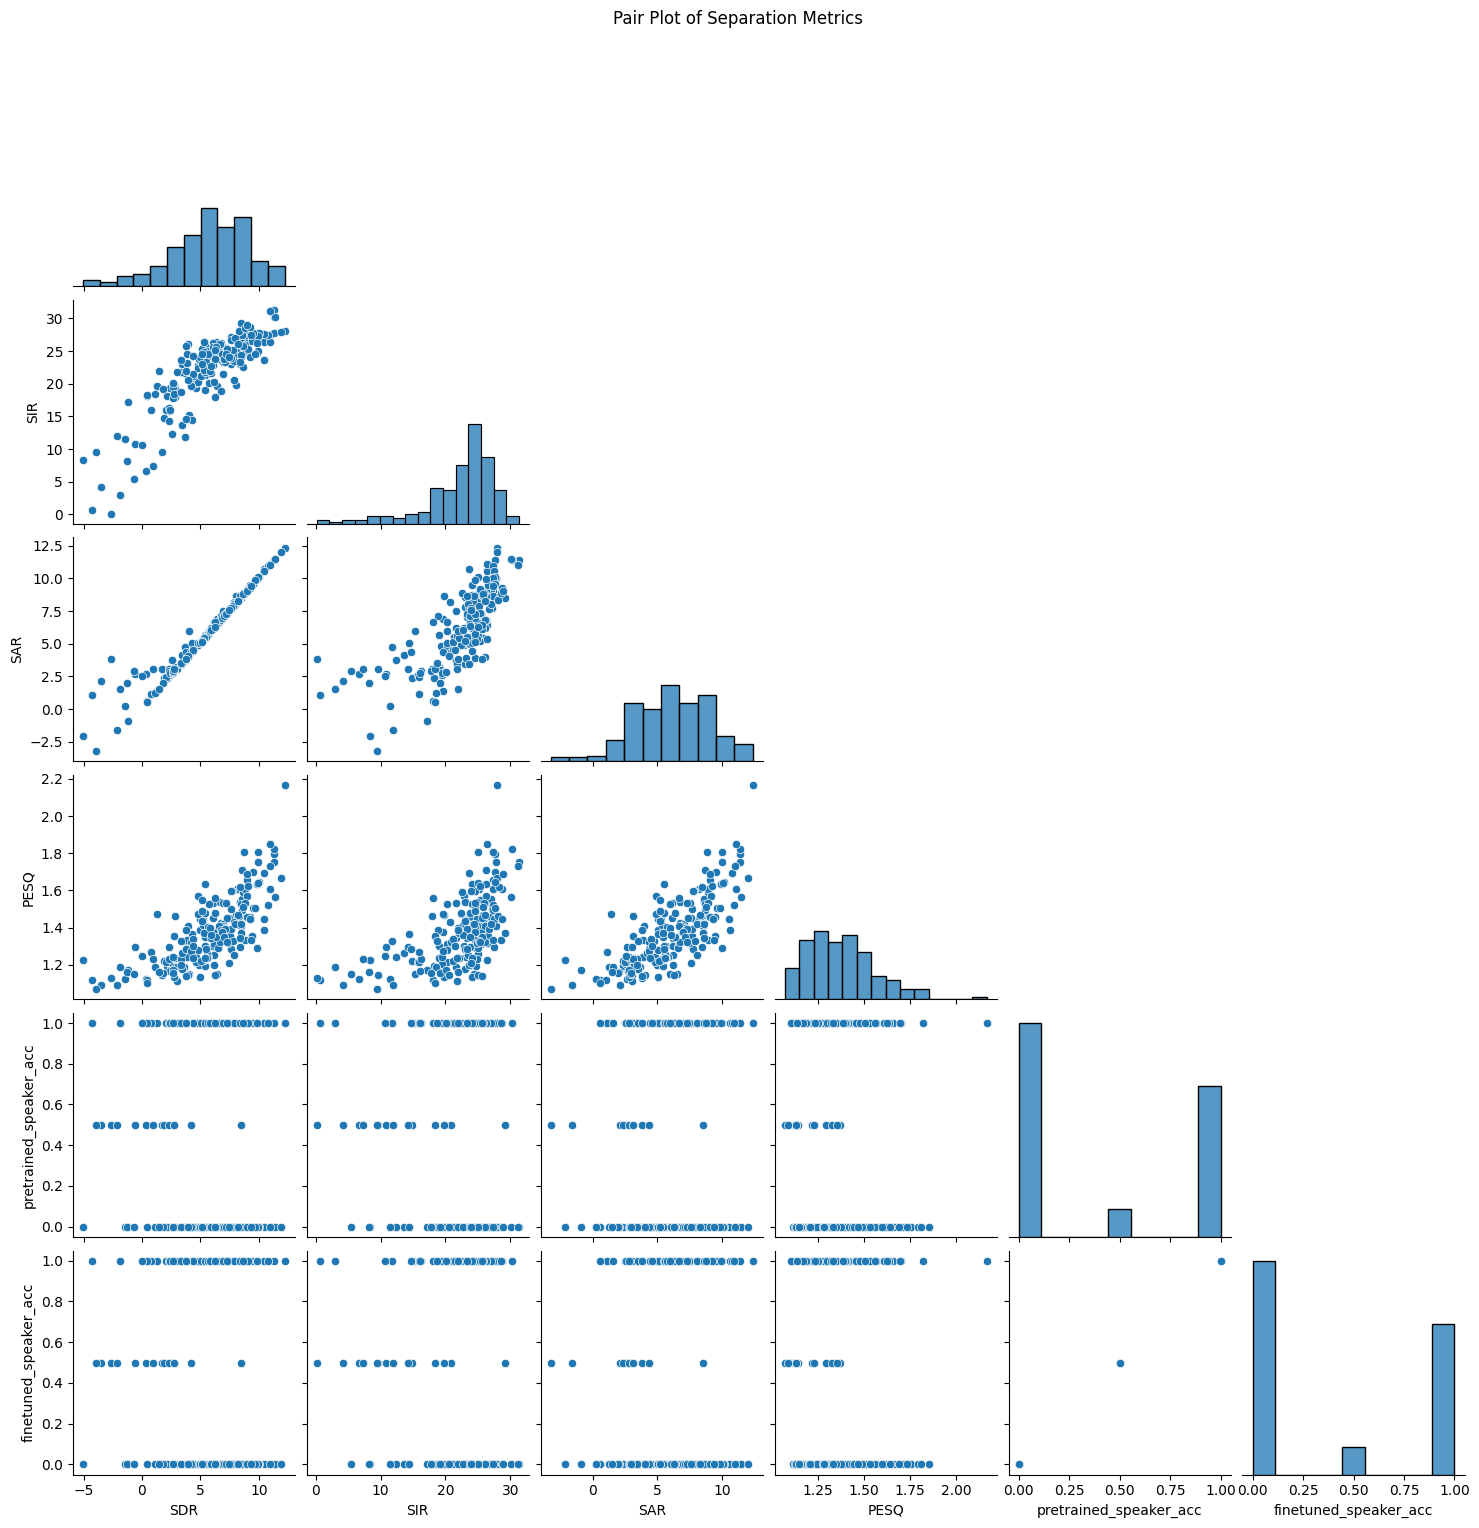 Pair Plot of Separation Metrics
30
25
20
15
10
5
0
SIR
12.5
10.0
7.5
5.0
2.5
0.0
−2.5
SAR
2.2
2.0
1.8
1.6
1.4
1.2
PESQ
1.0
0.8
0.6
0.4
0.2
0.0
pretrained_speaker_acc
1.0
0.8
0.6
0.4
0.2
0.0
finetuned_speaker_acc
−5 0 5 10
0 10 20 30
0 5 10
1.25 1.50 1.75 2.00
0.00 0.25 0.50 0.75 1.00
0.00 0.25 0.50 0.75 1.00
SDR
SIR
SAR
PESQ
pretrained_speaker_acc
finetuned_speaker_acc